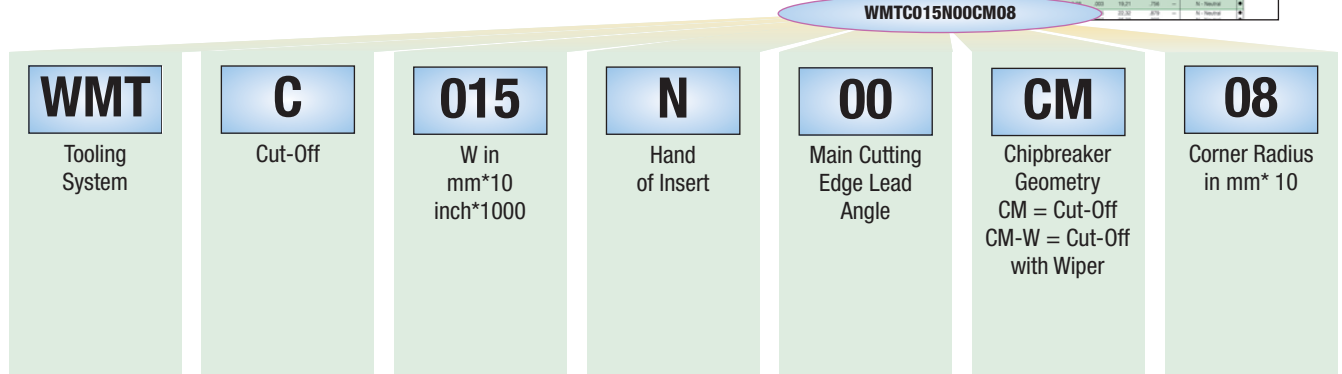 WMTC015N00CM08
WMT
Tooling
System
C
Cut-Off
015
W in
mm*10
inch*1000
N
Hand
of Insert
00
Main Cutting
Edge Lead
Angle
CM
Chipbreaker
Geometry
CM = Cut-Off
CM-W = Cut-Off
with Wiper
08
Corner Radius
in mm* 10